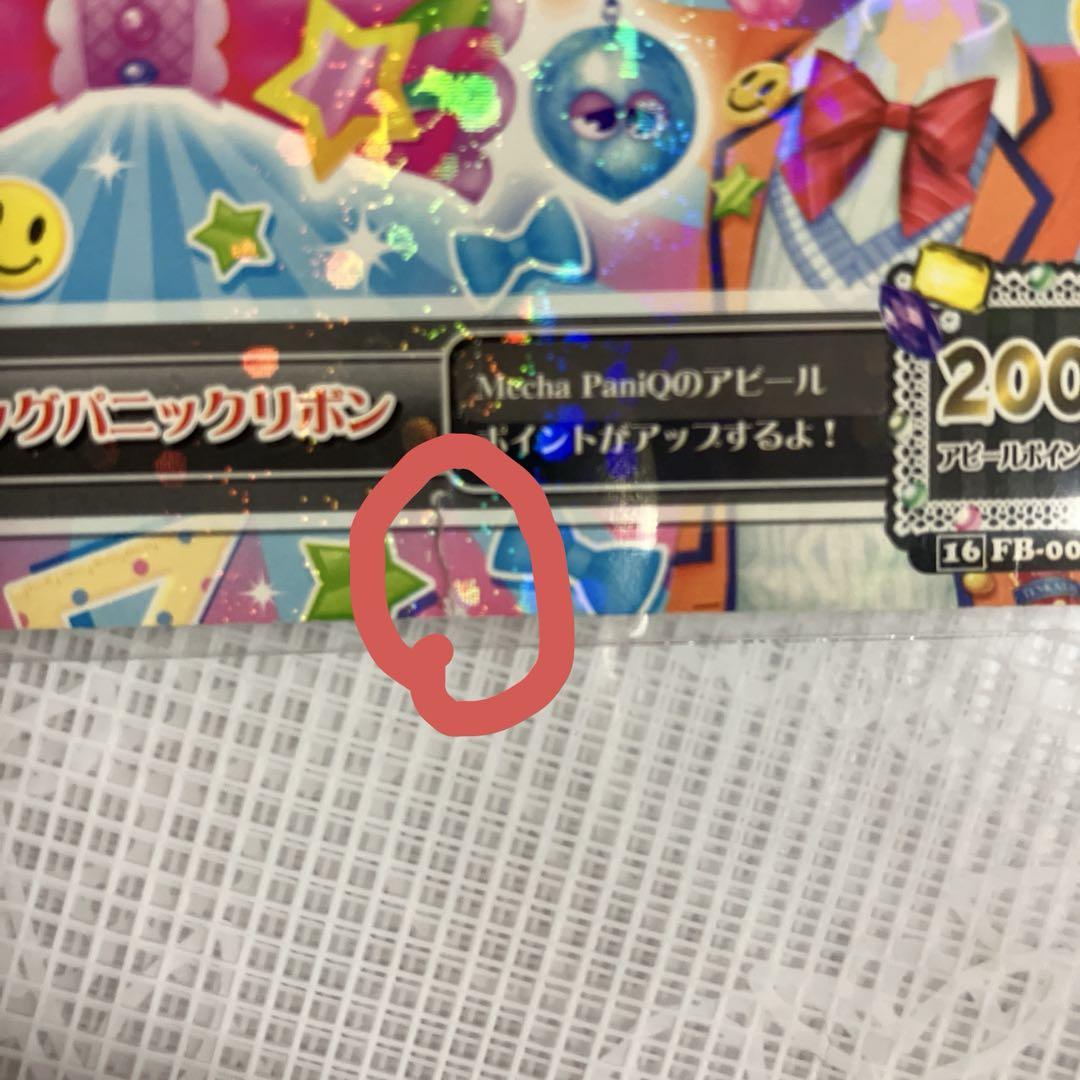 ッグパニックリボン
Mecha PaniQのアピール
ポイントがアップするよ！
200
アピールポイン
16 FB-00